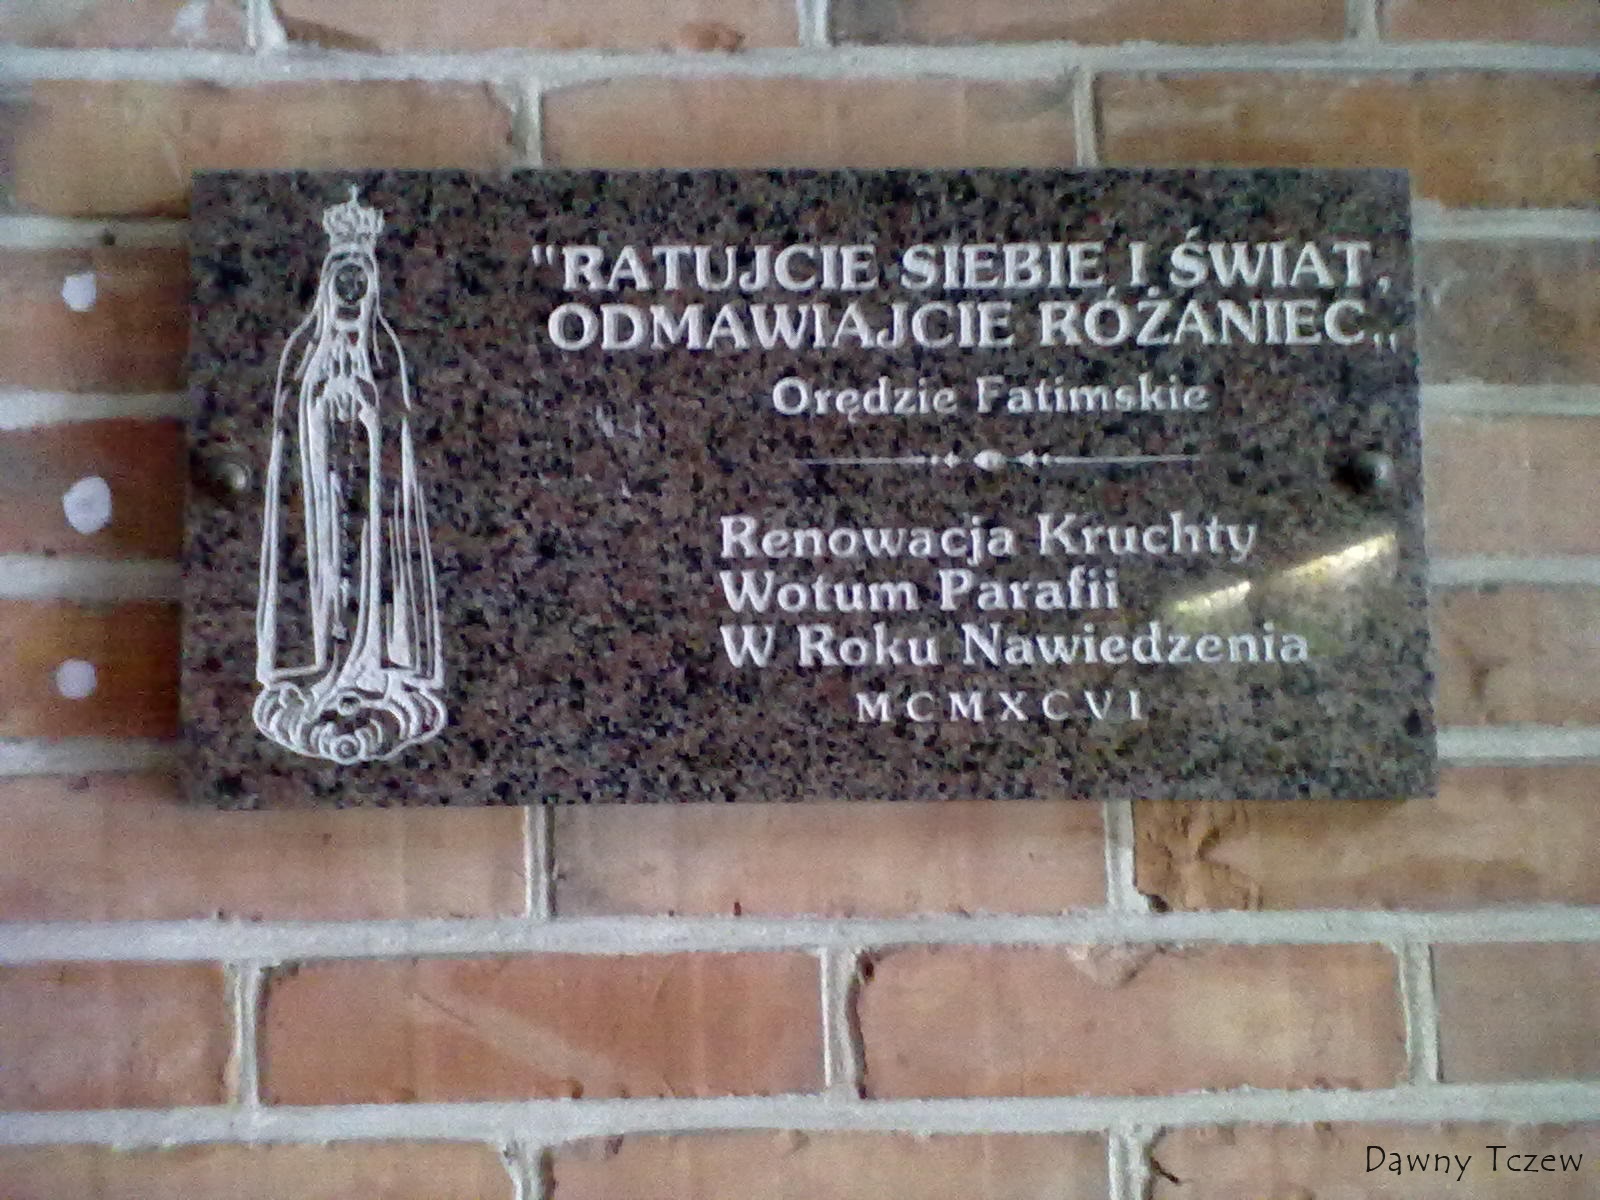 "RATUJCIE SIEBIE I ŚWIAT,
ODMAWIAJCIE RÓŻANIEC„
Orędzie Fatimskie
Renowacja Kruchty
Wotum Parafii
W Roku Nawiedzenia
MCMXCVI
Dawny Tczew